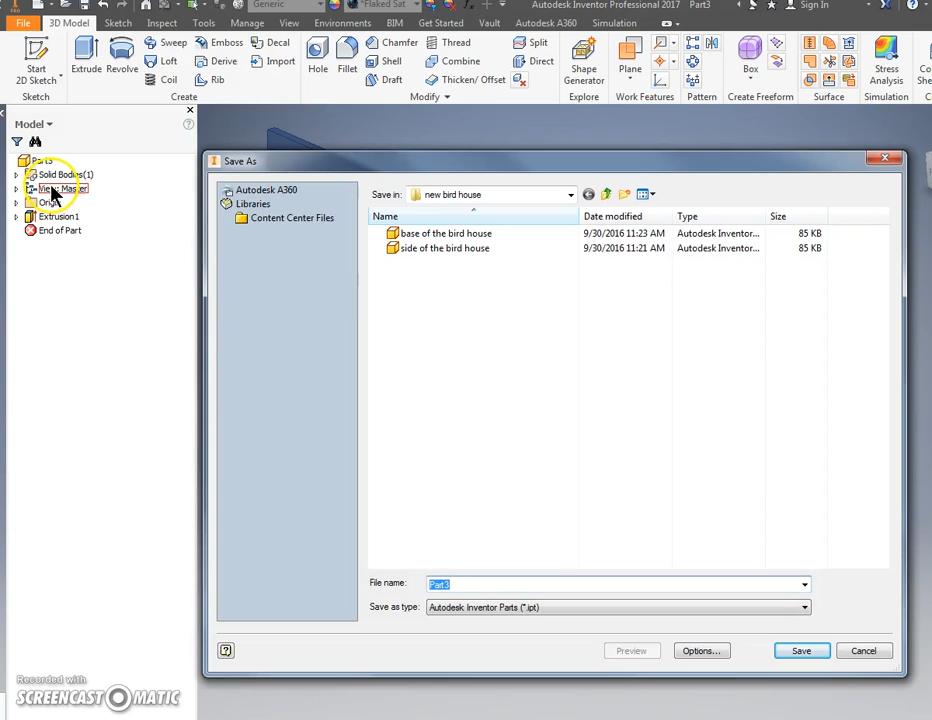 Generic
"Flaked Sat
Autodesk Inventor Professional 2017 Part3
Sign In
File 3D Model Sketch Inspect Tools Manage View Environments BIM Get Started Vault Autodesk A360 Simulation
Start
2D Sketch
Extrude
Revolve
Sweep
Loft
Coil
Emboss
Derive
Rib
Decal
Import
Hole
Fillet
Chamfer
Shell
Draft
Thread
Combine
Thicken/ Offset
Split
Direct
Shape
Generator
Plane
Box
Stress
Analysis
Sketch Create Modify Explore Work Features Pattern Create Freeform Surface Simulation
Model
Part3
Solid Bodies(1)
View: Master
Origin
Extrusion1
End of Part
Save As
Autodesk A360
Libraries
Content Center Files
Save in: new bird house
Name Date modified Type Size
base of the bird house 9/30/2016 11:23 AM Autodesk Inventor... 85 KB
side of the bird house 9/30/2016 11:21 AM Autodesk Inventor... 85 KB
File name: Part3
Save as type: Autodesk Inventor Parts (*.ipt)
Preview Options... Save Cancel
Recorded with
SCREENCAST MATIC